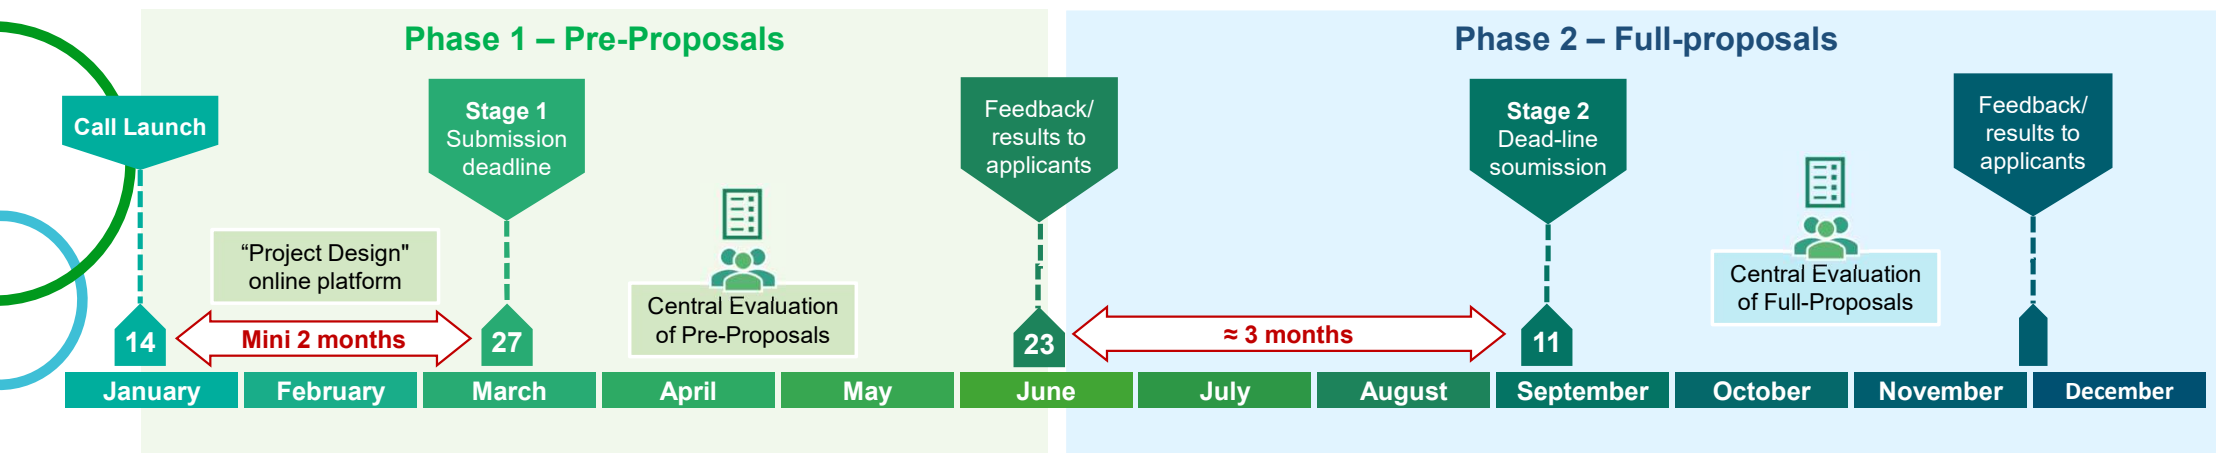 Phase 1 – Pre-Proposals
Phase 2 – Full-proposals
Call Launch
Stage 1
Submission
deadline
Feedback/
results to
applicants
Stage 2
Dead-line
soumission
Feedback/
results to
applicants
“Project Design"
online platform
Central Evaluation
of Pre-Proposals
Central Evaluation
of Full-Proposals
14
Mini 2 months
27
23
≈ 3 months
11
January
February
March
April
May
June
July
August
September
October
November
December